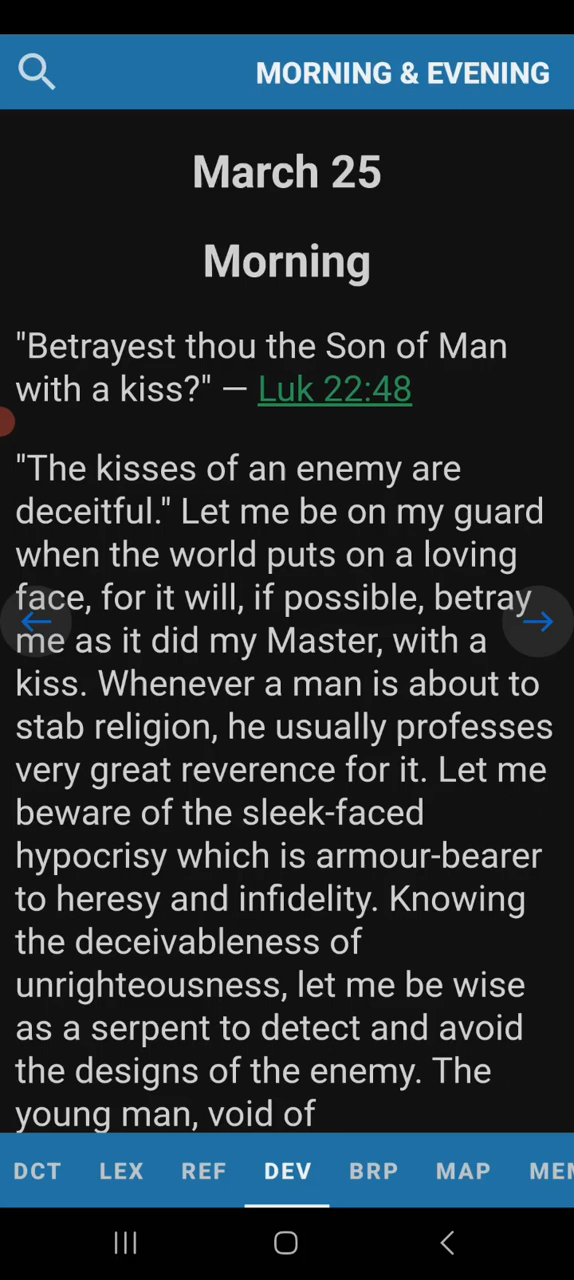 MORNING & EVENING
March 25
Morning
"Betrayest thou the Son of Man
with a kiss?" — Luk 22:48
"The kisses of an enemy are
deceitful." Let me be on my guard
when the world puts on a loving
face, for it will, if possible, betray
me as it did my Master, with a
kiss. Whenever a man is about to
stab religion, he usually professes
very great reverence for it. Let me
beware of the sleek-faced
hypocrisy which is armour-bearer
to heresy and infidelity. Knowing
the deceivableness of
unrighteousness, let me be wise
as a serpent to detect and avoid
the designs of the enemy. The
young man, void of
DCT LEX REF DEV BRP MAP MEM